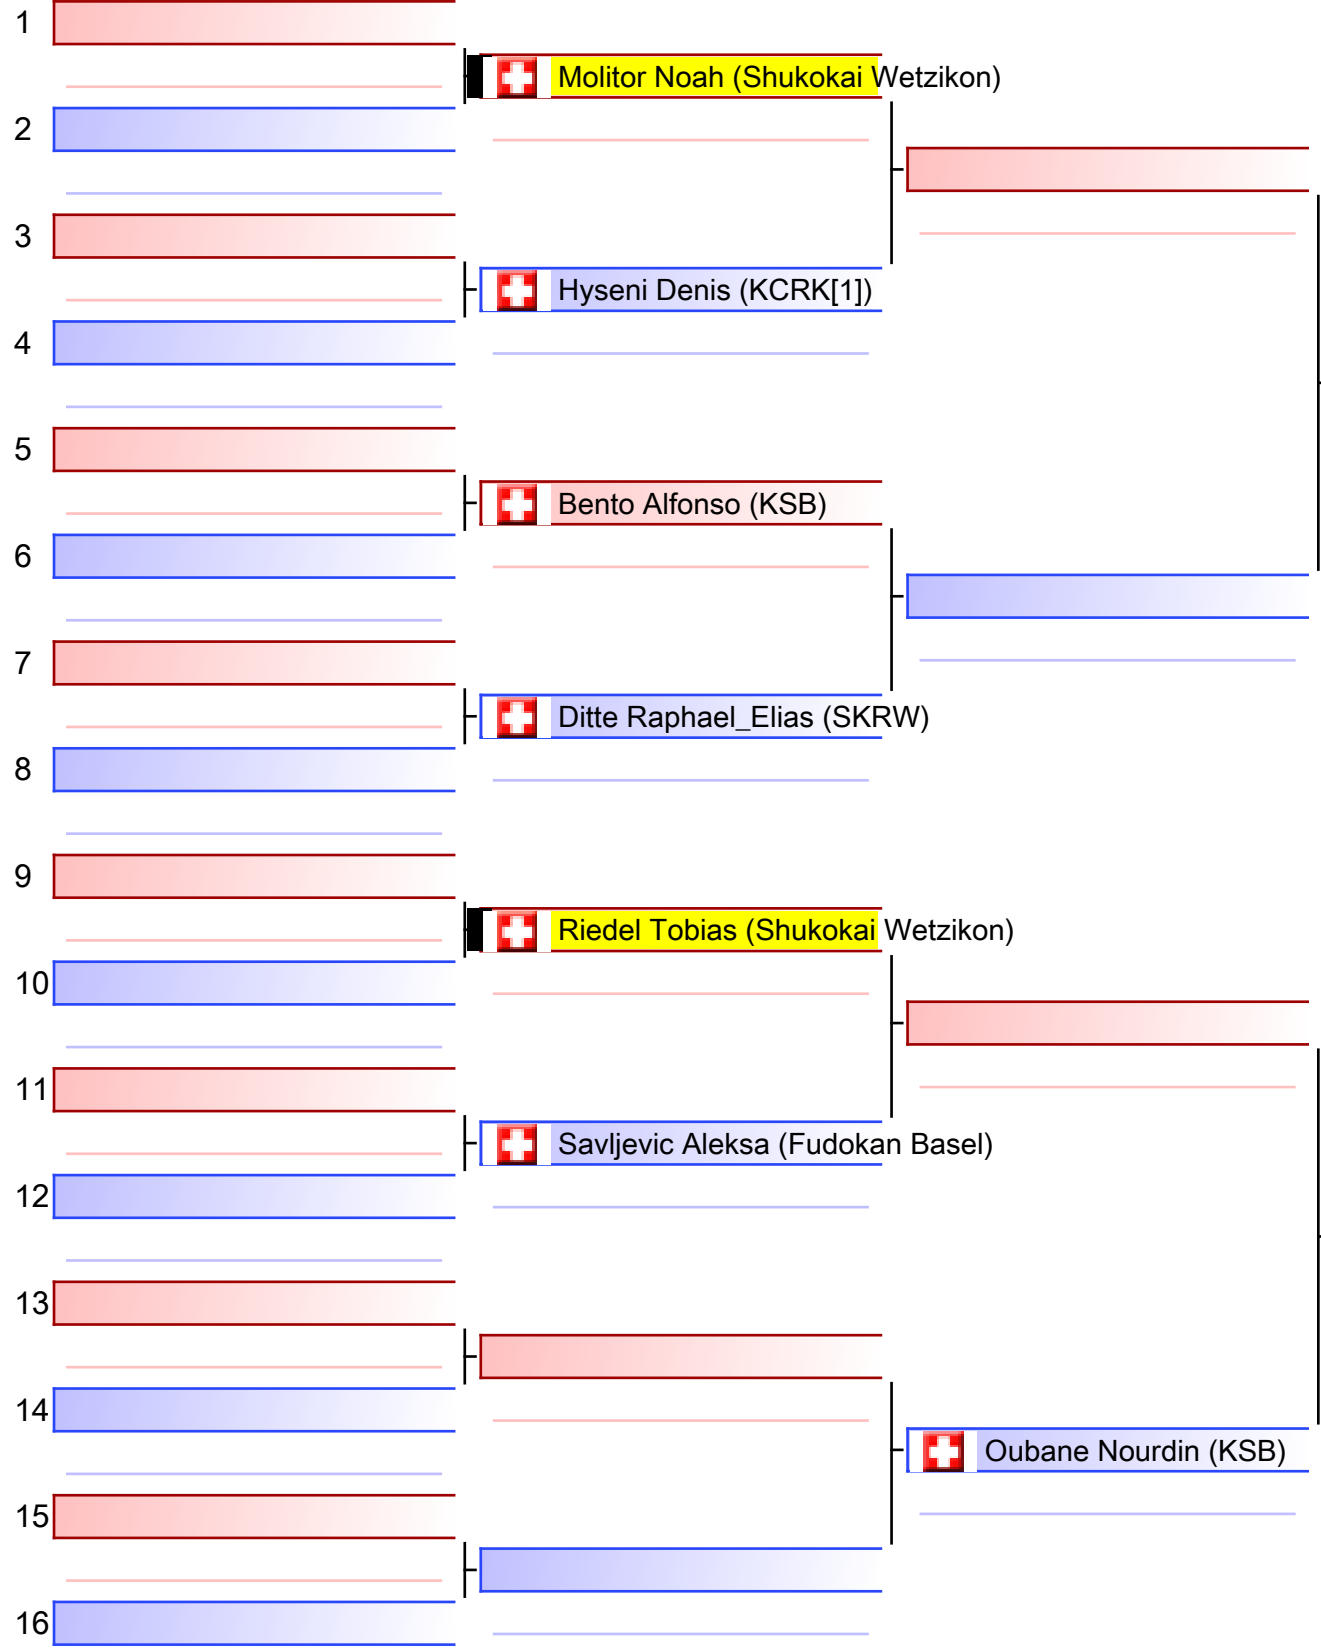 1
Molitor Noah (Shukokai Wetzikon)
2
3
Hyseni Denis (KCRK[1])
4
5
Bento Alfonso (KSB)
6
7
Ditte Raphael_Elias (SKRW)
8
9
Riedel Tobias (Shukokai Wetzikon)
10
11
Savljevic Aleksa (Fudokan Basel)
12
13
14
Oubane Nourdin (KSB)
15
16